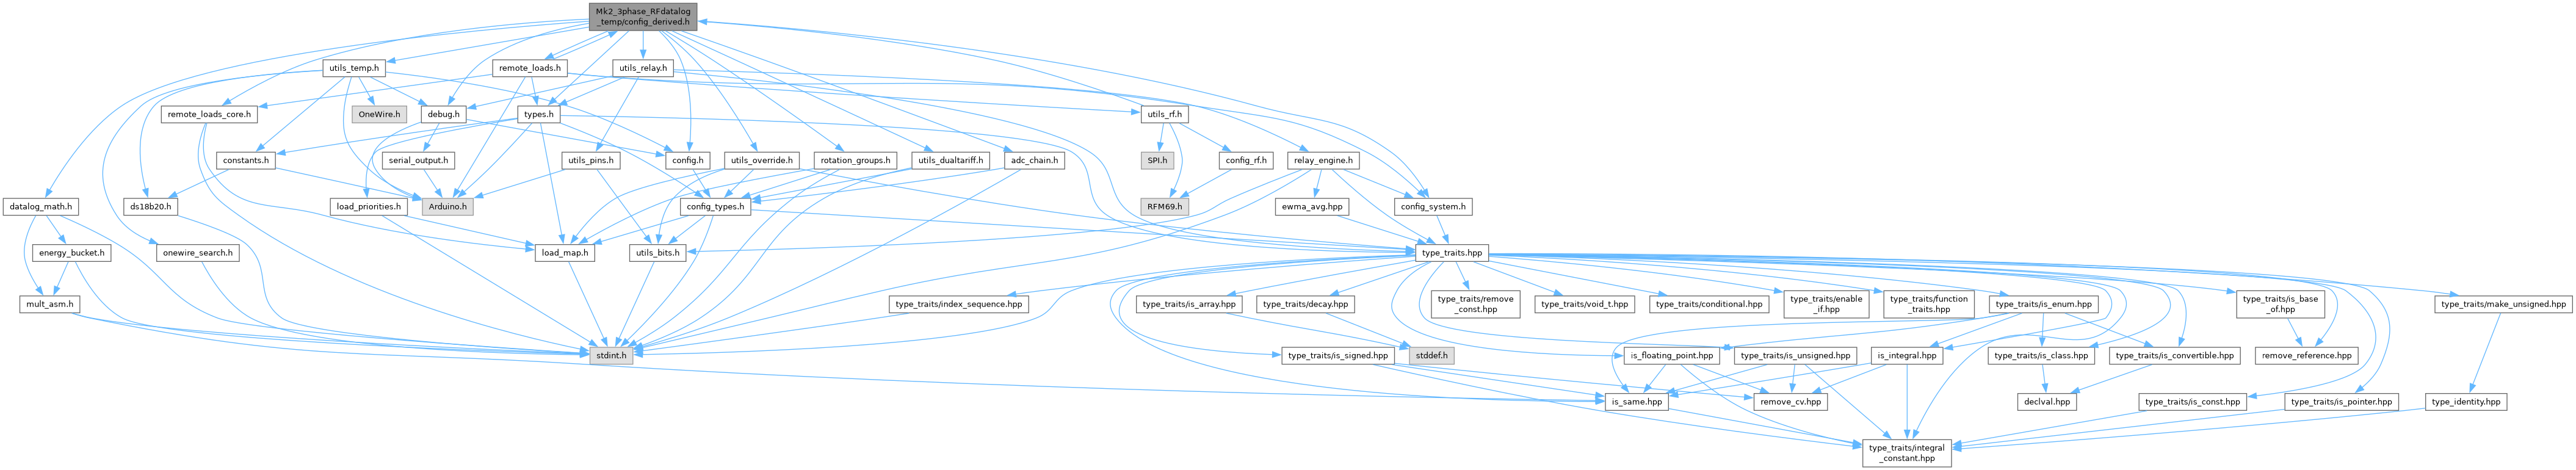 Mk2_3phase_RFdatalog
_temp/config_derived.h
utils_temp.h
remote_loads.h
utils_relay.h
remote_loads_core.h
OneWire.h
debug.h
types.h
utils_rf.h
constants.h
serial_output.h
utils_pins.h
config.h
utils_override.h
rotation_groups.h
utils_dualtariff.h
adc_chain.h
SPI.h
config_rf.h
relay_engine.h
datalog_math.h
ds18b20.h
load_priorities.h
Arduino.h
config_types.h
RFM69.h
ewma_avg.hpp
config_system.h
energy_bucket.h
onewire_search.h
load_map.h
utils_bits.h
type_traits.hpp
mult_asm.h
type_traits/index_sequence.hpp
type_traits/is_array.hpp
type_traits/decay.hpp
type_traits/remove
_const.hpp
type_traits/void_t.hpp
type_traits/conditional.hpp
type_traits/enable
_if.hpp
type_traits/function
_traits.hpp
type_traits/is_enum.hpp
type_traits/is_base
_of.hpp
type_traits/make_unsigned.hpp
stdint.h
type_traits/is_signed.hpp
stddef.h
is_floating_point.hpp
type_traits/is_unsigned.hpp
is_integral.hpp
type_traits/is_class.hpp
type_traits/is_convertible.hpp
remove_reference.hpp
is_same.hpp
remove_cv.hpp
declval.hpp
type_traits/is_const.hpp
type_traits/is_pointer.hpp
type_identity.hpp
type_traits/integral
_constant.hpp